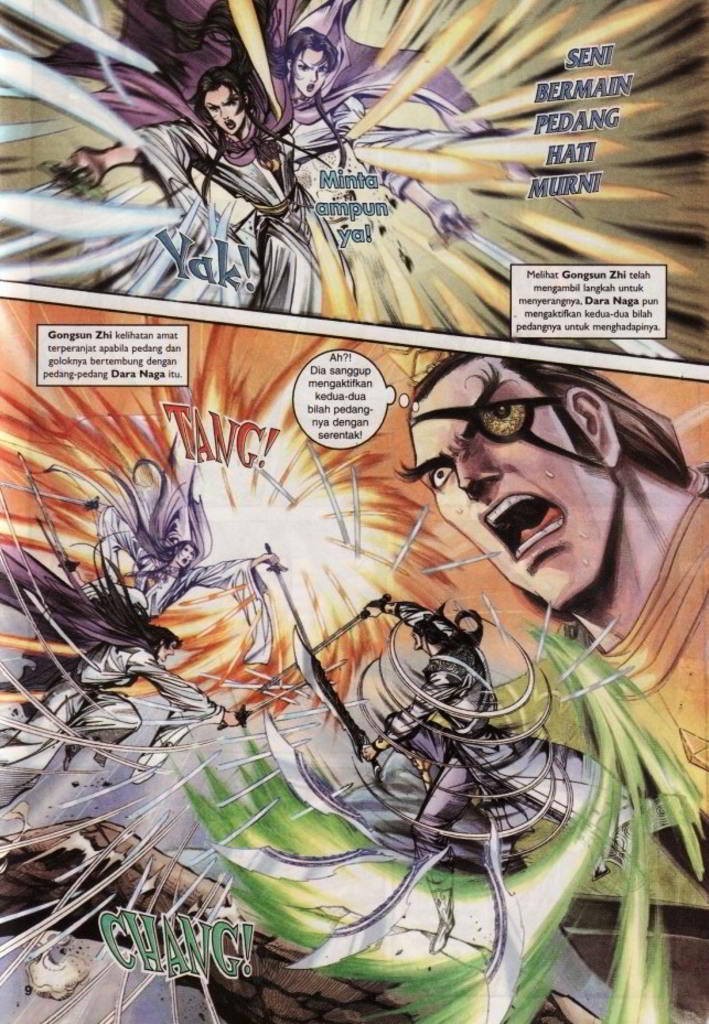 SENI
BERMAIN
PEDANG
HATI
MURNI
Minta
ampun
ya!
Yak!
Melihat Gongsun Zhi telah
mengambil langkah untuk
menyerangnya, Dara Naga pun
mengaktifkan kedua-dua bilah
pedangnya untuk menghadapinya.
Gongsun Zhi kelihatan amat
terperanjat apabila pedang dan
goloknya bertembung dengan
pedang-pedang Dara Naga itu.
Ah?!
Dia sanggup
mengaktifkan
kedua-dua
bilah pedang-
nya dengan
serentak!
TANG!
CHANG!
9